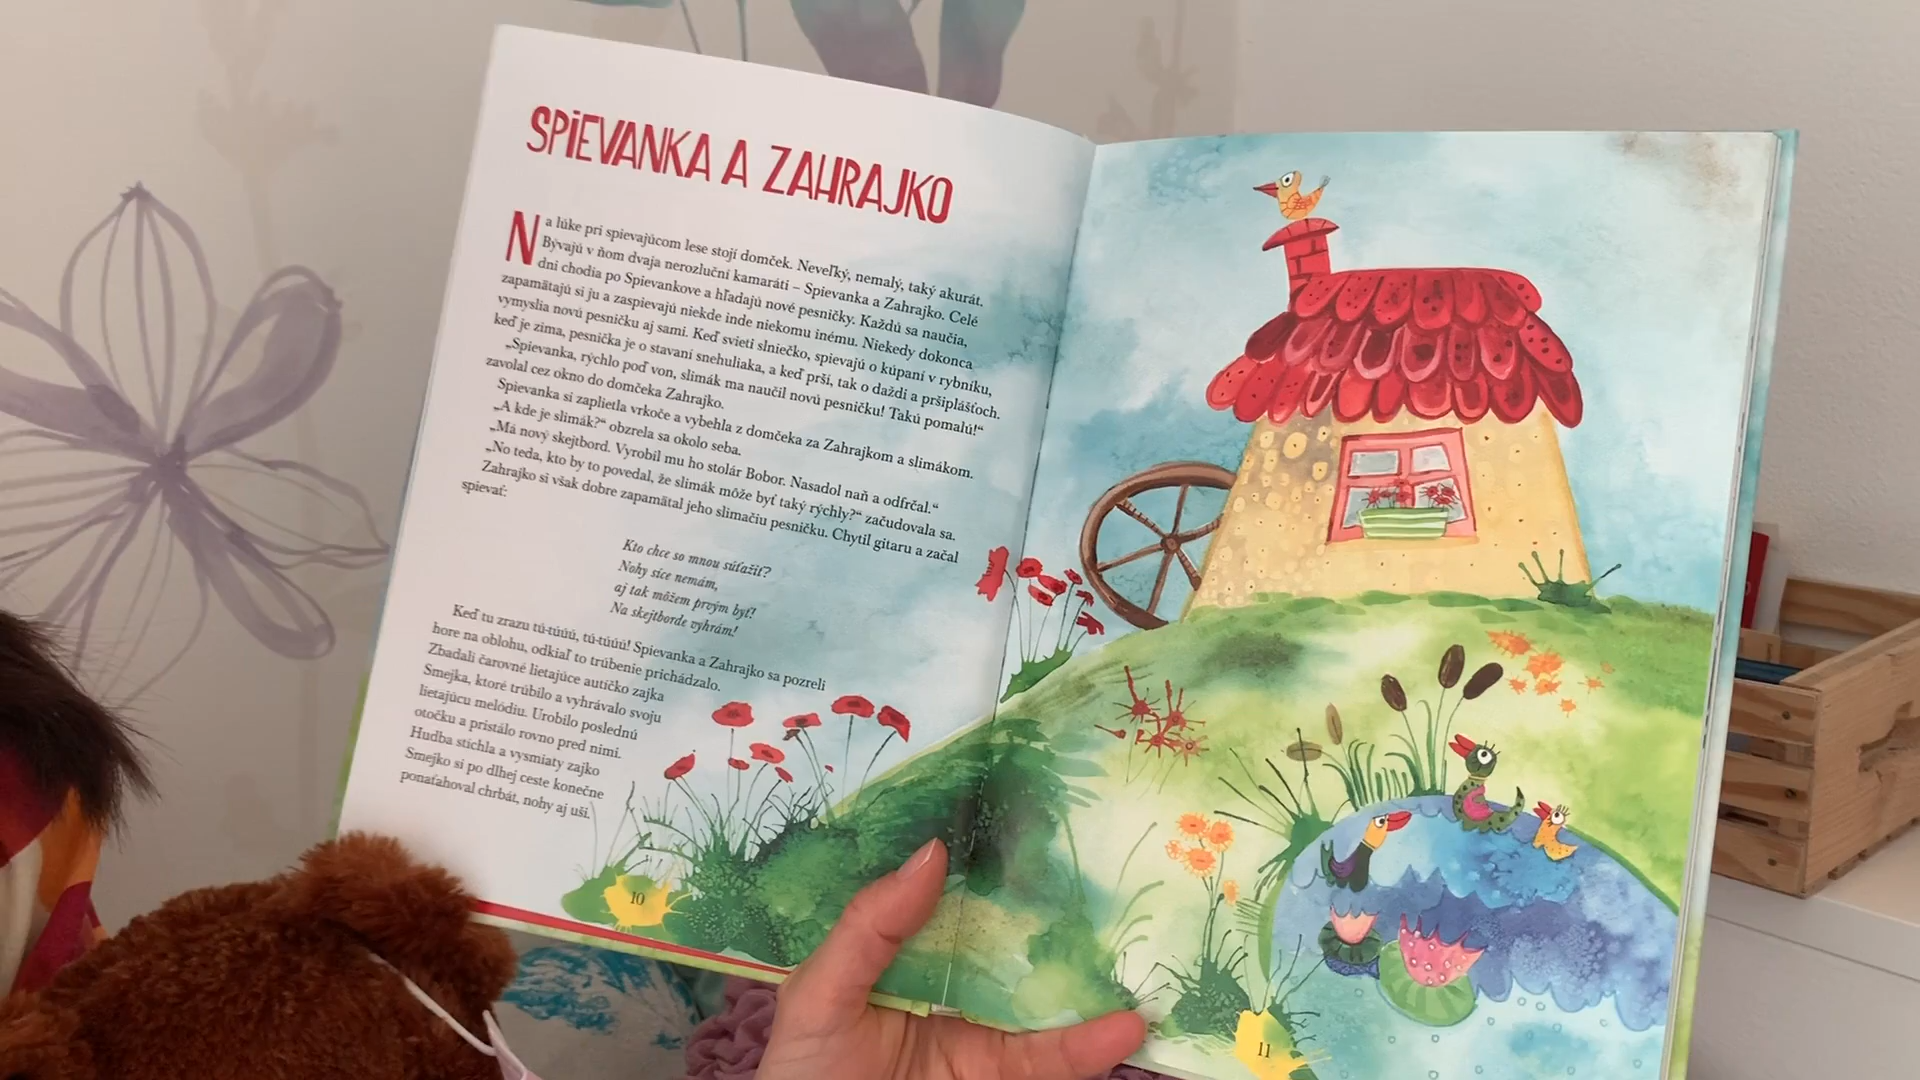 SPIEVANKA A ZAHRAJKO
Na lúke pri spievajúcom lese stojí domček. Neveľký, nemalý, taký akurát.
Bývajú v ňom dvaja nerozluční kamaráti – Spievanka a Zahrajko. Celé
dni chodia po Spievankove a hľadajú nové pesničky. Každú sa naučia,
zapamätajú si ju a zaspievajú niekde inde niekomu inému. Niekedy dokonca
vymyslia novú pesničku aj sami. Keď svieti slniečko, spievajú o kúpaní v rybníku,
keď je zima, pesnička je o stavaní snehuliaka, a keď prší, tak o daždi a pršiplášťoch.
„Spievanka, rýchlo poď von, slimák ma naučil novú pesničku! Takú pomalú!“
zavolal cez okno do domčeka Zahrajko.
Spievanka si zaplietla vrkoče a vybehla z domčeka za Zahrajkom a slimákom.
„A kde je slimák?“ obzrela sa okolo seba.
„Má nový skejtbord. Vyrobil mu ho stolár Bobor. Nasadol naň a odfrčal.“
„No teda, kto by to povedal, že slimák môže byť taký rýchly?“ začudovala sa.
Zahrajko si však dobre zapamätal jeho slimačiu pesničku. Chytil gitaru a začal
spievať:
Kto chce so mnou súťažiť?
Nohy síce nemám,
aj tak môžem prvým byť!
Na skejtborde vyhrám!
Keď tu zrazu tú-túúú, tú-túúú! Spievanka a Zahrajko sa pozreli
hore na oblohu, odkiaľ to trúbenie prichádzalo.
Zbadali čarovné lietajúce autíčko zajka
Smejka, ktoré trúbilo a vyhrávalo svoju
lietajúcu melódiu. Urobilo poslednú
otočku a pristálo rovno pred nimi.
Hudba stíchla a vysmiaty zajko
Smejko si po dlhej ceste konečne
ponaťahoval chrbát, nohy aj uši.
10
11